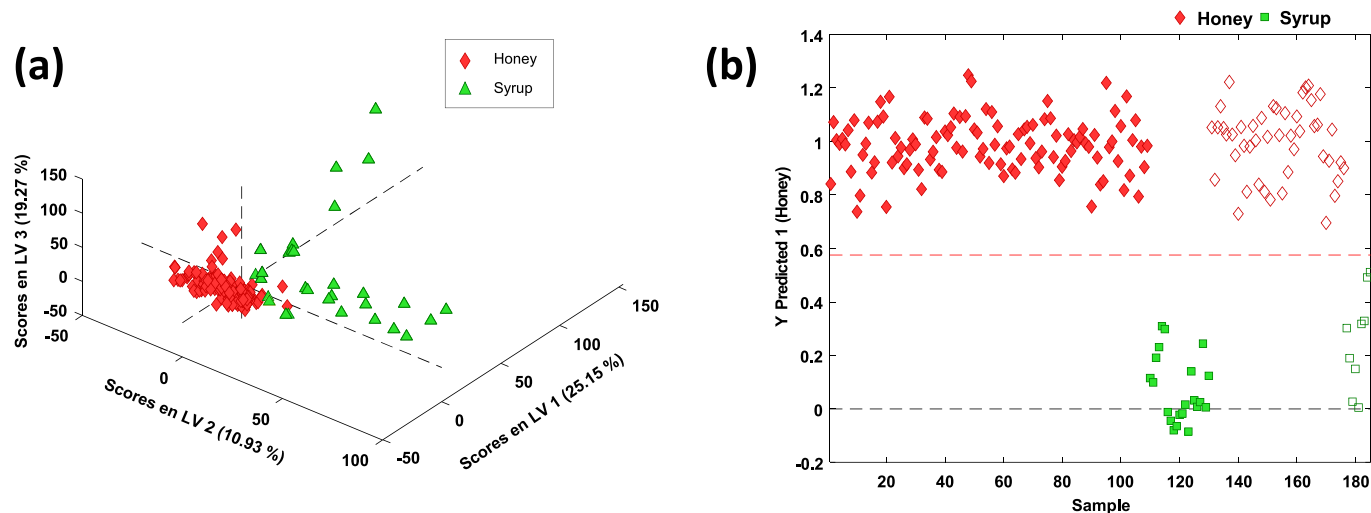 (a)
Honey
Syrup
Scores en LV 3 (19.27 %)
150
100
50
0
-50
-50
0
50
100
Scores en LV 2 (10.93 %)
-50
0
50
100
150
Scores en LV 1 (25.15 %)
(b)
Honey Syrup
Y Predicted 1 (Honey)
1.4
1.2
1
0.8
0.6
0.4
0.2
0
-0.2
20 40 60 80 100 120 140 160 180
Sample